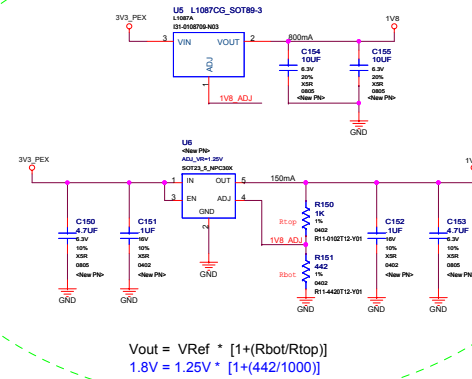 U5 L1087CG_SOT89-3
L1087A
I31-0108709-N03
3V3_PEX
3
VIN
VOUT
2
800mA
1V8
ADJ
1
1V8_ADJ
C154
10UF
6.3V
20%
X5R
0805
<New PN>
C155
10UF
6.3V
20%
X5R
0805
<New PN>
GND
U6
<New PN>
ADJ_VR=1.25V
SOT23_5_NPC30X
3V3_PEX
1
IN
OUT
5
150mA
3
EN
ADJ
4
GND
2
GND
C150
4.7UF
6.3V
10%
X5R
0805
<New PN>
GND
C151
.1UF
16V
10%
X5R
0402
<New PN>
GND
Rtop
R150
1K
1%
0402
R11-0102T12-Y01
1V8_ADJ
Rbot
R151
442
1%
0402
R11-4420T12-Y01
GND
C152
.1UF
16V
10%
X5R
0402
<New PN>
GND
C153
4.7UF
6.3V
10%
X5R
0805
<New PN>
GND
Vout = VRef * [1+(Rbot/Rtop)]
1.8V = 1.25V * [1+(442/1000)]